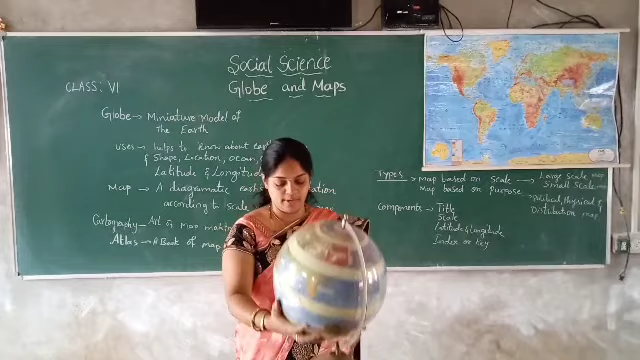 Social Science
CLASS: VI
Globe and Maps
Globe → Miniature Model of
the Earth
uses → helps to know about
& Shape, Location, ocean,
Latitude & Longitude
Map → A diagramatic
according to scale
Cartography → Art of map making
Atlas → A Book of map
Types → Map based on Scale → Large Scale map
Small Scale map
Map based on purpose → Political, Physical &
Distibution map
Components → Title
Scale
Latitude & Longitude
Index or key